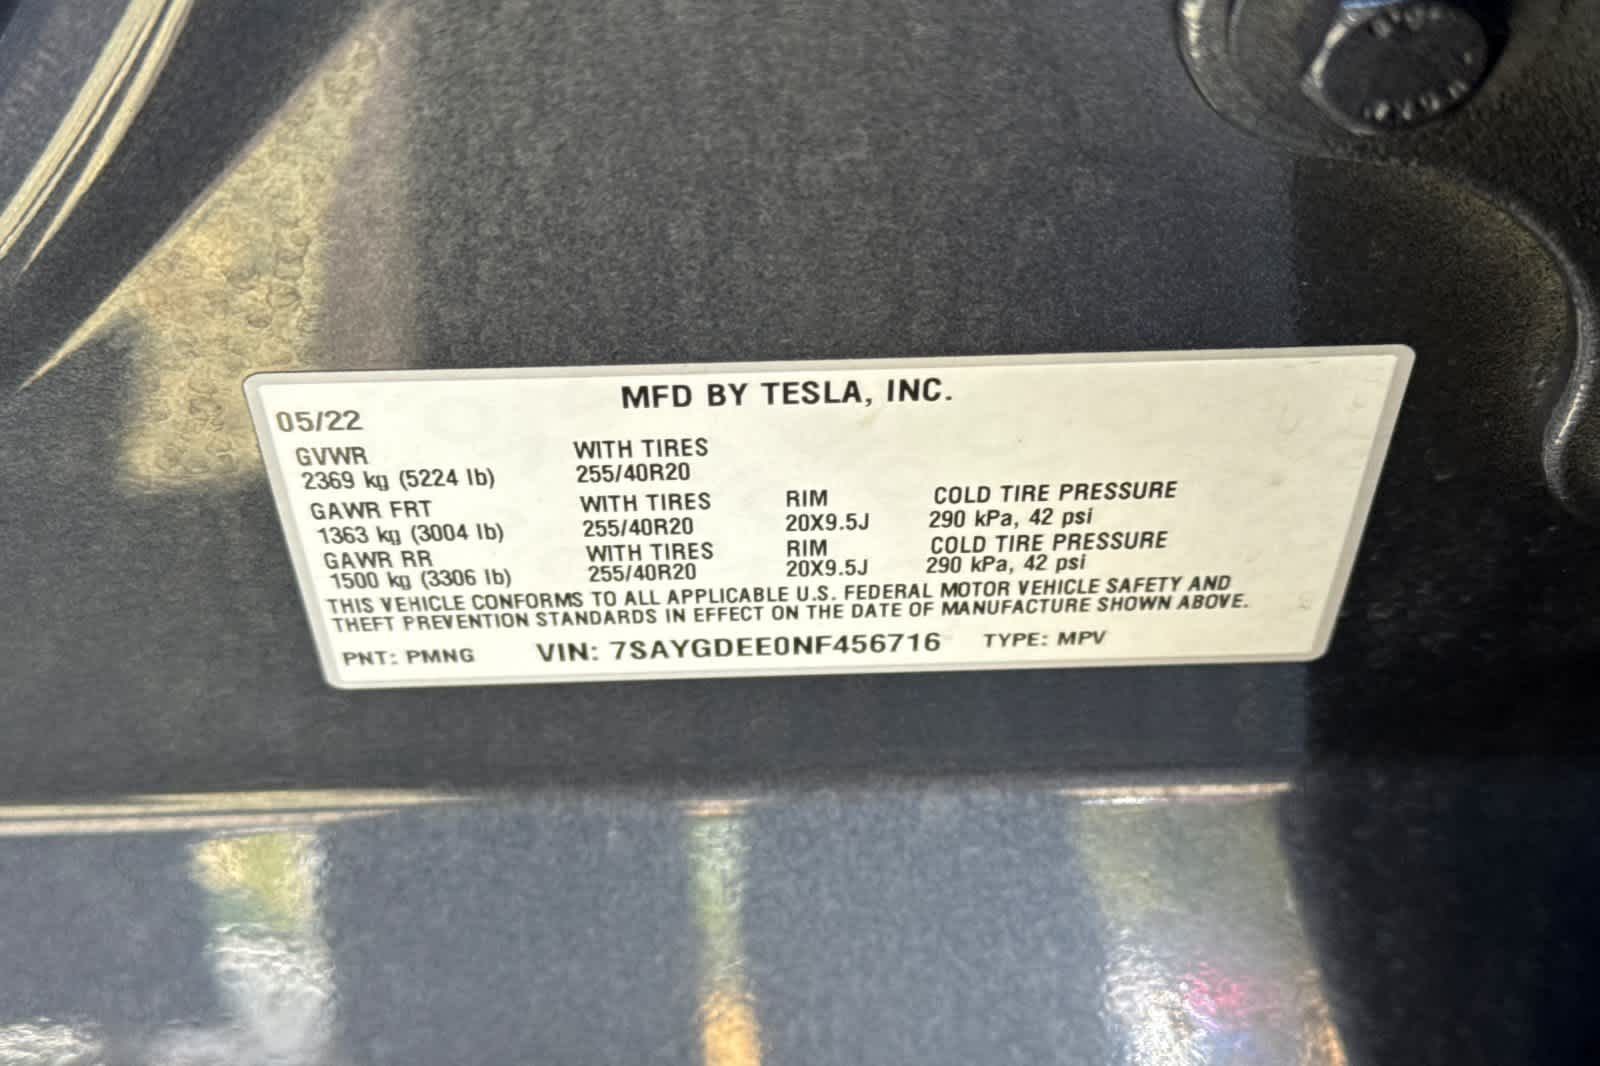 MFD BY TESLA, INC.
05/22
GVWR WITH TIRES
2369 kg (5224 lb) 255/40R20
GAWR FRT WITH TIRES RIM COLD TIRE PRESSURE
1363 kg (3004 lb) 255/40R20 20X9.5J 290 kPa, 42 psi
GAWR RR WITH TIRES RIM COLD TIRE PRESSURE
1500 kg (3306 lb) 255/40R20 20X9.5J 290 kPa, 42 psi
THIS VEHICLE CONFORMS TO ALL APPLICABLE U.S. FEDERAL MOTOR VEHICLE SAFETY AND
THEFT PREVENTION STANDARDS IN EFFECT ON THE DATE OF MANUFACTURE SHOWN ABOVE.
PNT: PMNG VIN: 7SAYGDEE0NF456716 TYPE: MPV